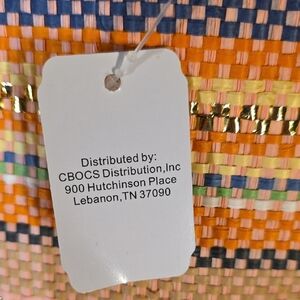 Distributed by:
CBOCS Distribution,Inc
900 Hutchinson Place
Lebanon,TN 37090